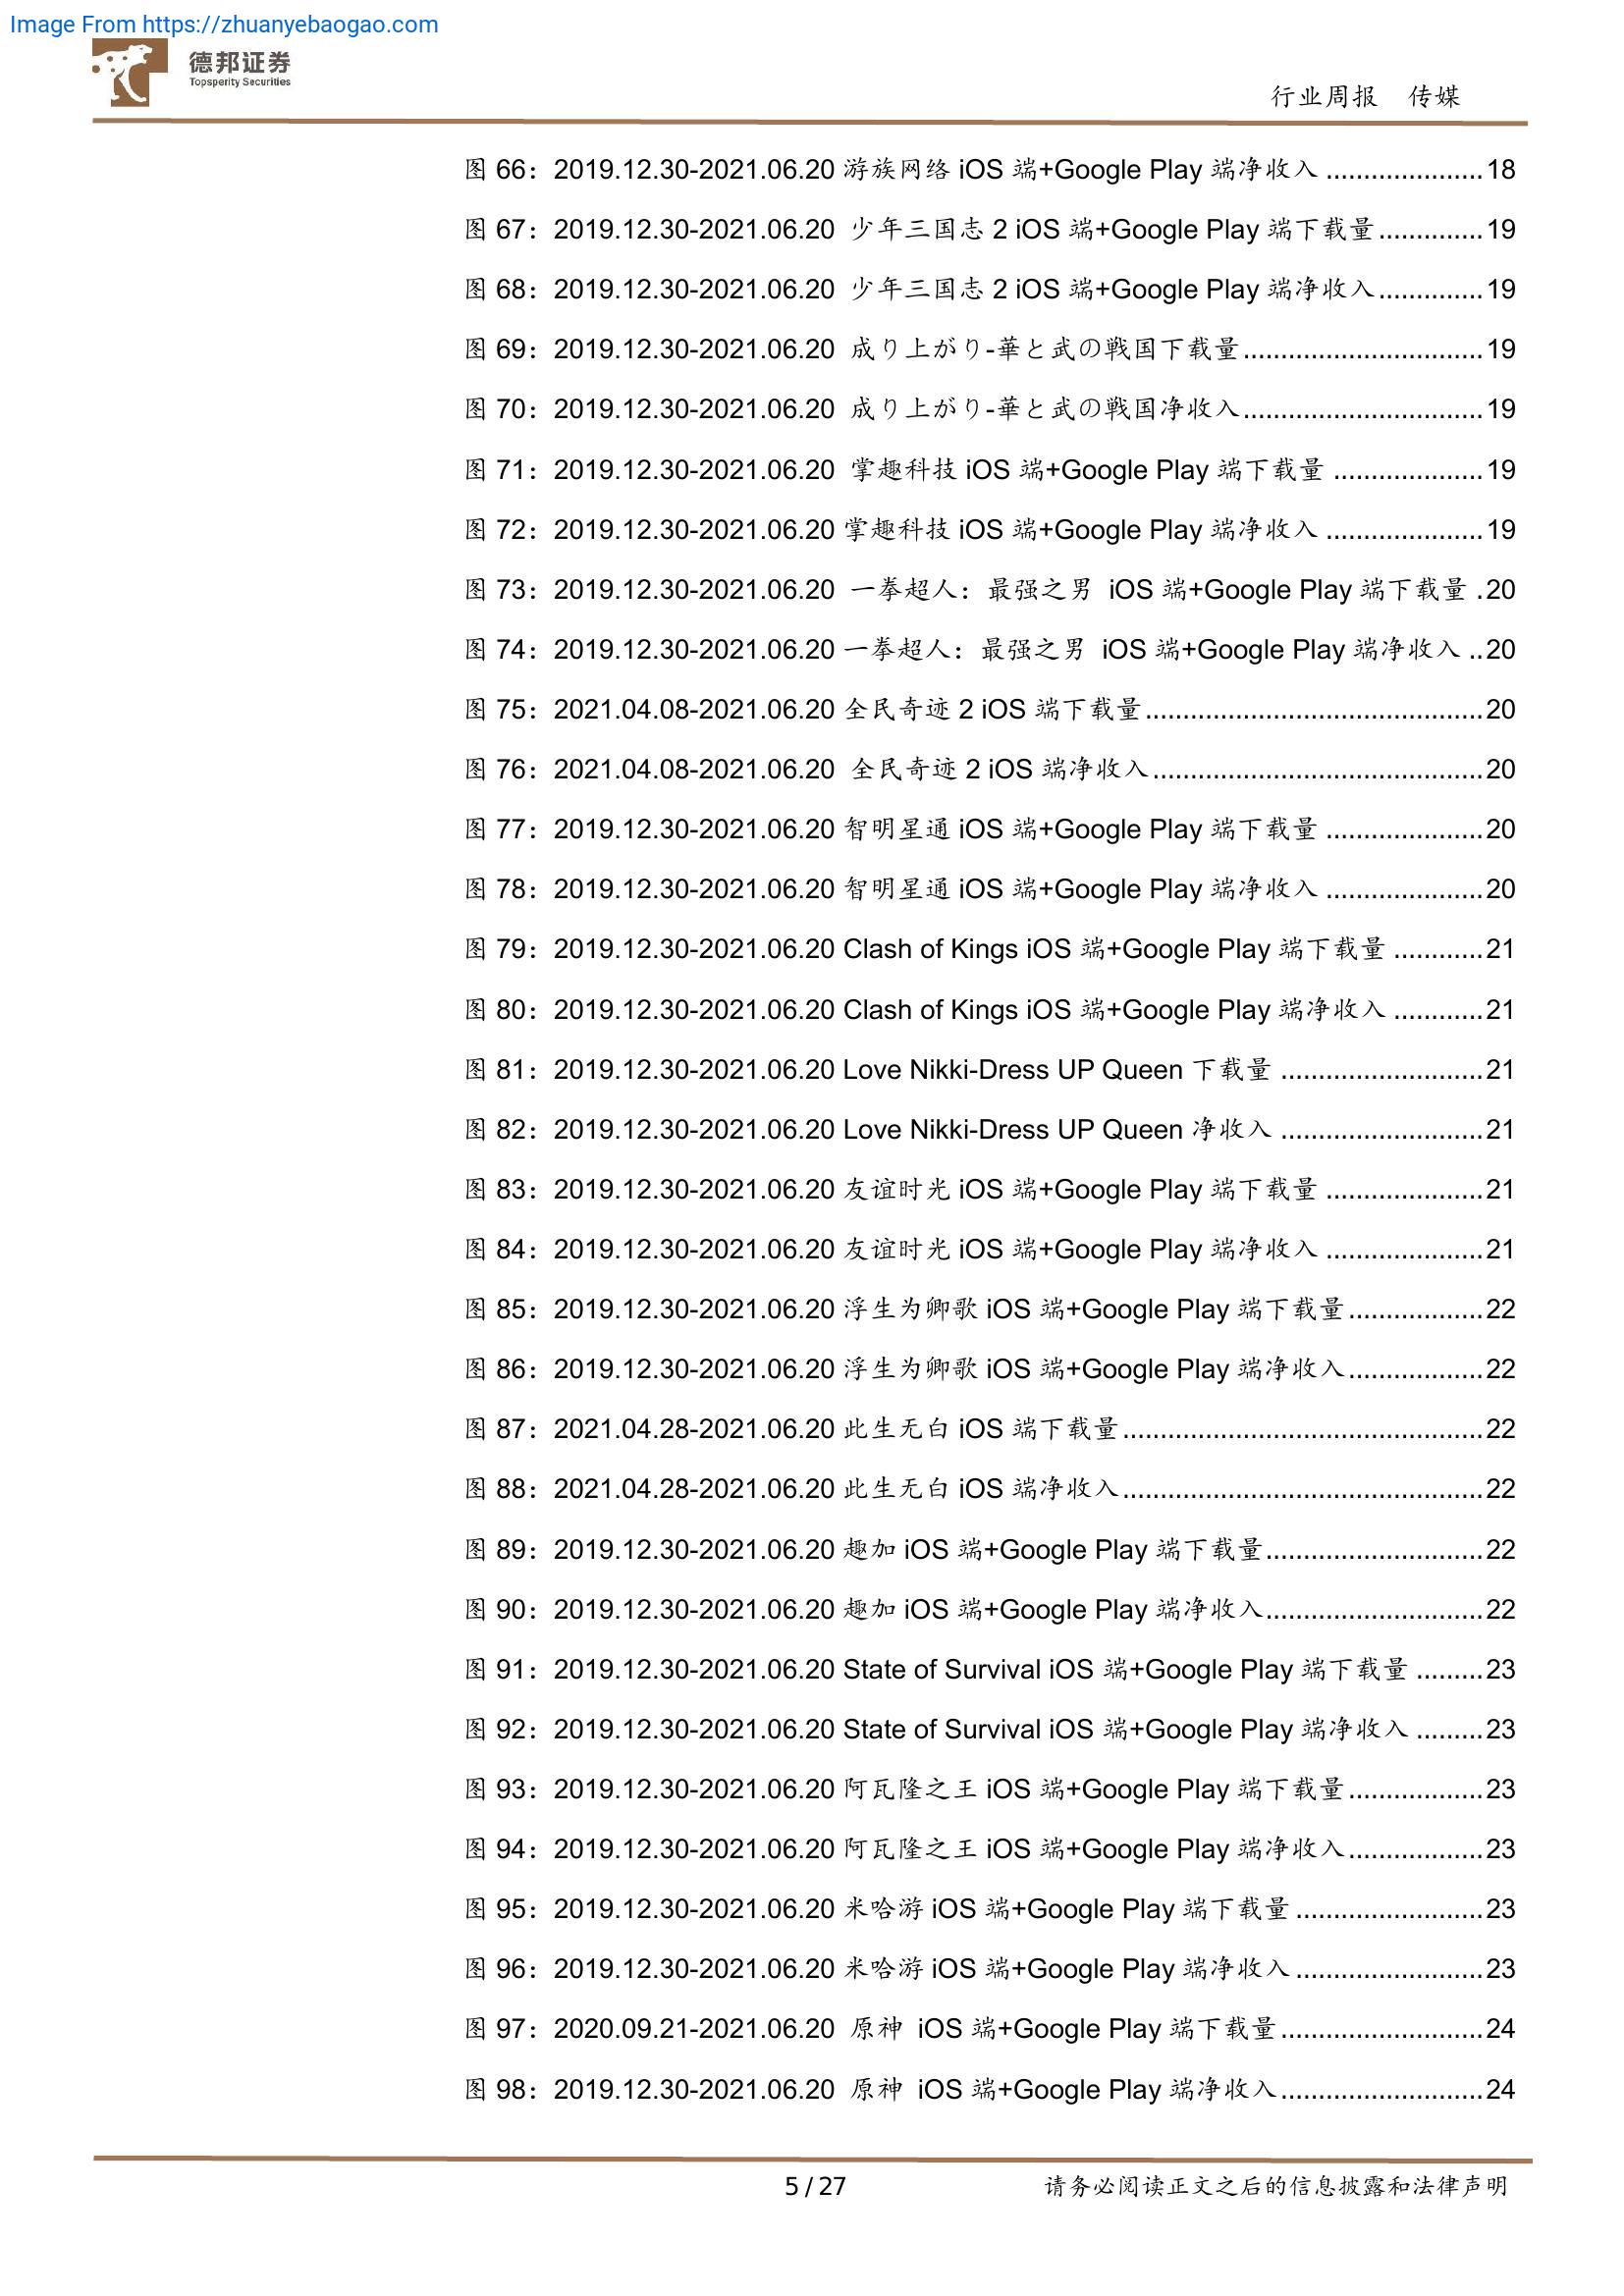 Image From https://zhuanyebaogao.com
德邦证券
Topsperity Securities
行业周报 传媒
图 66：2019.12.30-2021.06.20 游族网络 iOS 端+Google Play 端净收入 .....................18
图 67：2019.12.30-2021.06.20 少年三国志 2 iOS 端+Google Play 端下载量..............19
图 68：2019.12.30-2021.06.20 少年三国志 2 iOS 端+Google Play 端净收入..............19
图 69：2019.12.30-2021.06.20 成り上がり-華と武の戦国下载量................................19
图 70：2019.12.30-2021.06.20 成り上がり-華と武の戦国净收入................................19
图 71：2019.12.30-2021.06.20 掌趣科技 iOS 端+Google Play 端下载量 ....................19
图 72：2019.12.30-2021.06.20 掌趣科技 iOS 端+Google Play 端净收入 .....................19
图 73：2019.12.30-2021.06.20 一拳超人：最强之男 iOS 端+Google Play 端下载量 .20
图 74：2019.12.30-2021.06.20 一拳超人：最强之男 iOS 端+Google Play 端净收入 ..20
图 75：2021.04.08-2021.06.20 全民奇迹 2 iOS 端下载量.............................................20
图 76：2021.04.08-2021.06.20 全民奇迹 2 iOS 端净收入............................................20
图 77：2019.12.30-2021.06.20 智明星通 iOS 端+Google Play 端下载量 .....................20
图 78：2019.12.30-2021.06.20 智明星通 iOS 端+Google Play 端净收入 .....................20
图 79：2019.12.30-2021.06.20 Clash of Kings iOS 端+Google Play 端下载量 ............21
图 80：2019.12.30-2021.06.20 Clash of Kings iOS 端+Google Play 端净收入 ............21
图 81：2019.12.30-2021.06.20 Love Nikki-Dress UP Queen 下载量 ...........................21
图 82：2019.12.30-2021.06.20 Love Nikki-Dress UP Queen 净收入 ...........................21
图 83：2019.12.30-2021.06.20 友谊时光 iOS 端+Google Play 端下载量 .....................21
图 84：2019.12.30-2021.06.20 友谊时光 iOS 端+Google Play 端净收入 .....................21
图 85：2019.12.30-2021.06.20 浮生为卿歌 iOS 端+Google Play 端下载量..................22
图 86：2019.12.30-2021.06.20 浮生为卿歌 iOS 端+Google Play 端净收入..................22
图 87：2021.04.28-2021.06.20 此生无白 iOS 端下载量................................................22
图 88：2021.04.28-2021.06.20 此生无白 iOS 端净收入................................................22
图 89：2019.12.30-2021.06.20 趣加 iOS 端+Google Play 端下载量.............................22
图 90：2019.12.30-2021.06.20 趣加 iOS 端+Google Play 端净收入.............................22
图 91：2019.12.30-2021.06.20 State of Survival iOS 端+Google Play 端下载量 .........23
图 92：2019.12.30-2021.06.20 State of Survival iOS 端+Google Play 端净收入 .........23
图 93：2019.12.30-2021.06.20 阿瓦隆之王 iOS 端+Google Play 端下载量..................23
图 94：2019.12.30-2021.06.20 阿瓦隆之王 iOS 端+Google Play 端净收入..................23
图 95：2019.12.30-2021.06.20 米哈游 iOS 端+Google Play 端下载量 .........................23
图 96：2019.12.30-2021.06.20 米哈游 iOS 端+Google Play 端净收入 .........................23
图 97：2020.09.21-2021.06.20 原神 iOS 端+Google Play 端下载量...........................24
图 98：2019.12.30-2021.06.20 原神 iOS 端+Google Play 端净收入...........................24
5 / 27
请务必阅读正文之后的信息披露和法律声明